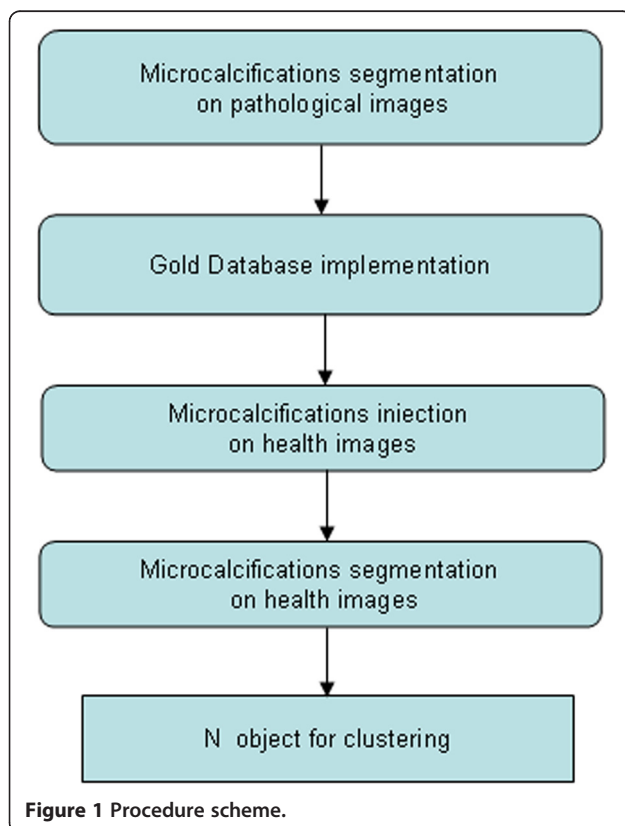 Microcalcifications segmentation
on pathological images
Gold Database implementation
Microcalcifications iniection
on health images
Microcalcifications segmentation
on health images
N object for clustering
Figure 1 Procedure scheme.